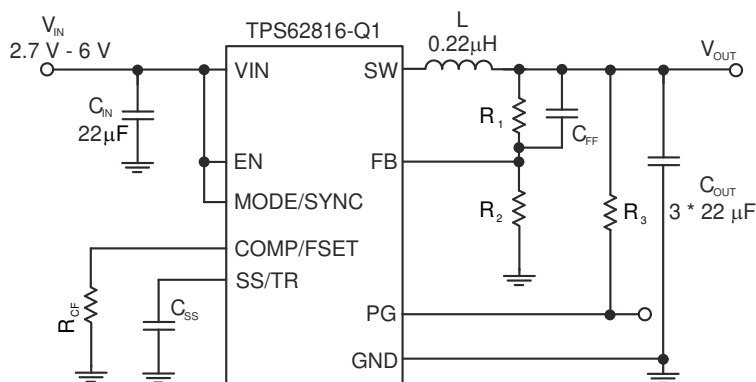 TPS62816-Q1
V_IN
2.7 V - 6 V
C_IN
22µF
VIN
EN
MODE/SYNC
COMP/FSET
SS/TR
R_CF
C_SS
SW
FB
PG
GND
L
0.22µH
R_1
C_FF
R_2
R_3
V_OUT
C_OUT
3 * 22 µF